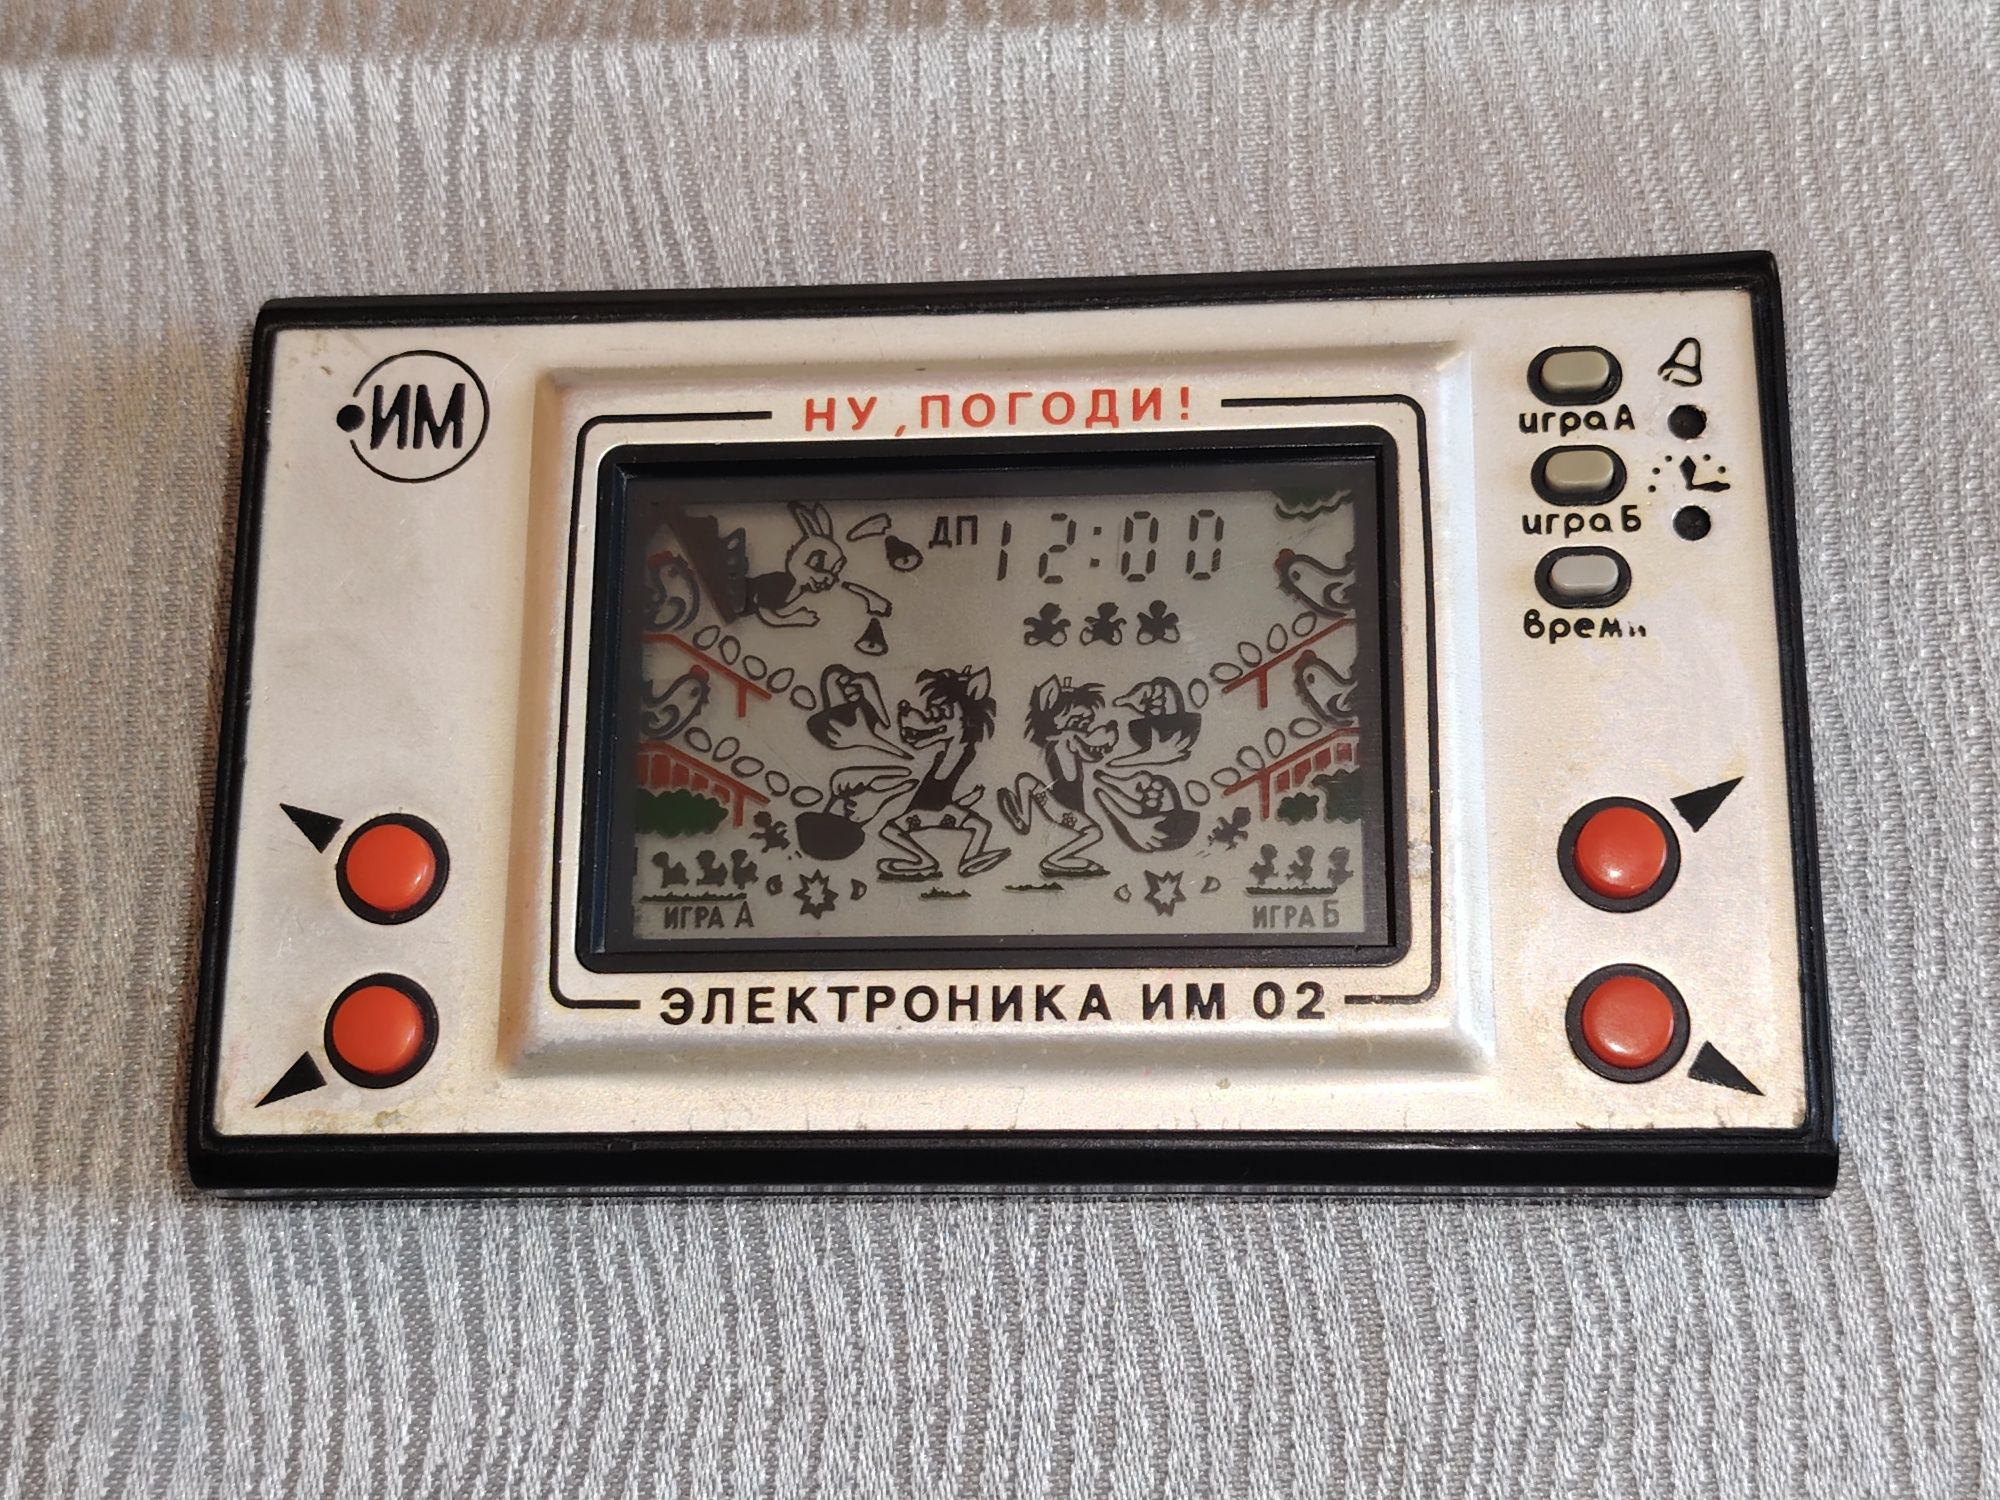 ИМ
НУ, ПОГОДИ!
игра А
игра Б
время
ДП 12:00
ИГРА А
ИГРА Б
ЭЛЕКТРОНИКА ИМ 02